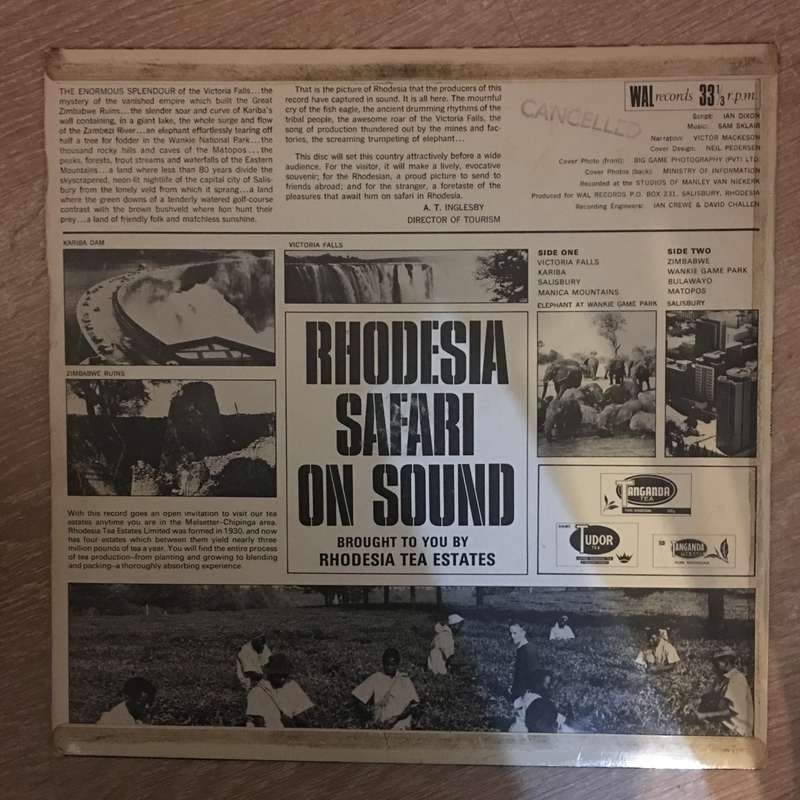 THE ENORMOUS SPLENDOUR of the Victoria Falls...the
mystery of the vanished empire which built the Great
Zimbabwe Ruins...the slender soar and curve of Kariba's
wall containing, in a giant lake, the whole surge and flow
of the Zambezi River...an elephant effortlessly tearing off
half a tree for fodder in the Wankie National Park...the
thousand rocky hills and caves of the Matopos...the
peaks, forests, trout streams and waterfalls of the Eastern
Mountains...a land where less than 80 years divide the
skyscrapered, neon-lit nightlife of the capital city of Salis-
bury from the lonely veld from which it sprang...a land
where the green downs of a tenderly watered golf-course
contrast with the brown bushveld where lion hunt their
prey...a land of friendly folk and matchless sunshine.
That is the picture of Rhodesia that the producers of this
record have captured in sound. It is all here. The mournful
cry of the fish eagle, the ancient drumming rhythms of the
tribal people, the awesome roar of the Victoria Falls, the
song of production thundered out by the mines and fac-
tories, the screaming trumpeting of elephant...
This disc will set this country attractively before a wide
audience. For the visitor, it will make a lively, evocative
souvenir; for the Rhodesian, a proud picture to send to
friends abroad; and for the stranger, a foretaste of the
pleasures that await him on safari in Rhodesia.
A. T. INGLESBY
DIRECTOR OF TOURISM
CANCELLED
WAL records 33 1/3 r.p.m.
Script: IAN DIXON
Music: SAM SKLAIR
Narration: VICTOR MACKESON
Cover Design: NEIL PEDERSEN
Cover Photo (front): BIG GAME PHOTOGRAPHY (PVT) LTD.
Cover Photos (back): MINISTRY OF INFORMATION
Recorded at the STUDIOS OF MANLEY VAN NIEKERK
Produced for WAL RECORDS P.O. BOX 231, SALISBURY, RHODESIA
Recording Engineers: IAN CREWE & DAVID CHALLEN
KARIBA DAM
VICTORIA FALLS
SIDE ONE
VICTORIA FALLS
KARIBA
SALISBURY
MANICA MOUNTAINS
SIDE TWO
ZIMBABWE
WANKIE GAME PARK
BULAWAYO
MATOPOS
ELEPHANT AT WANKIE GAME PARK
SALISBURY
ZIMBABWE RUINS
RHODESIA
SAFARI
ON SOUND
BROUGHT TO YOU BY
RHODESIA TEA ESTATES
TANGANDA
TEA
TUDOR
TEA
TANGANDA
With this record goes an open invitation to visit our tea
estates anytime you are in the Melsetter-Chipinga area.
Rhodesia Tea Estates Limited was formed in 1930, and now
has four estates which between them yield nearly three
million pounds of tea a year. You will find the entire process
of tea production–from planting and growing to blending
and packing–a thoroughly absorbing experience.